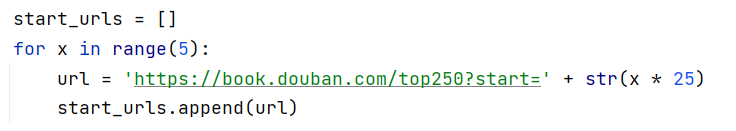 start_urls = []
for x in range(5):
    url = 'https://book.douban.com/top250?start=' + str(x * 25)
    start_urls.append(url)